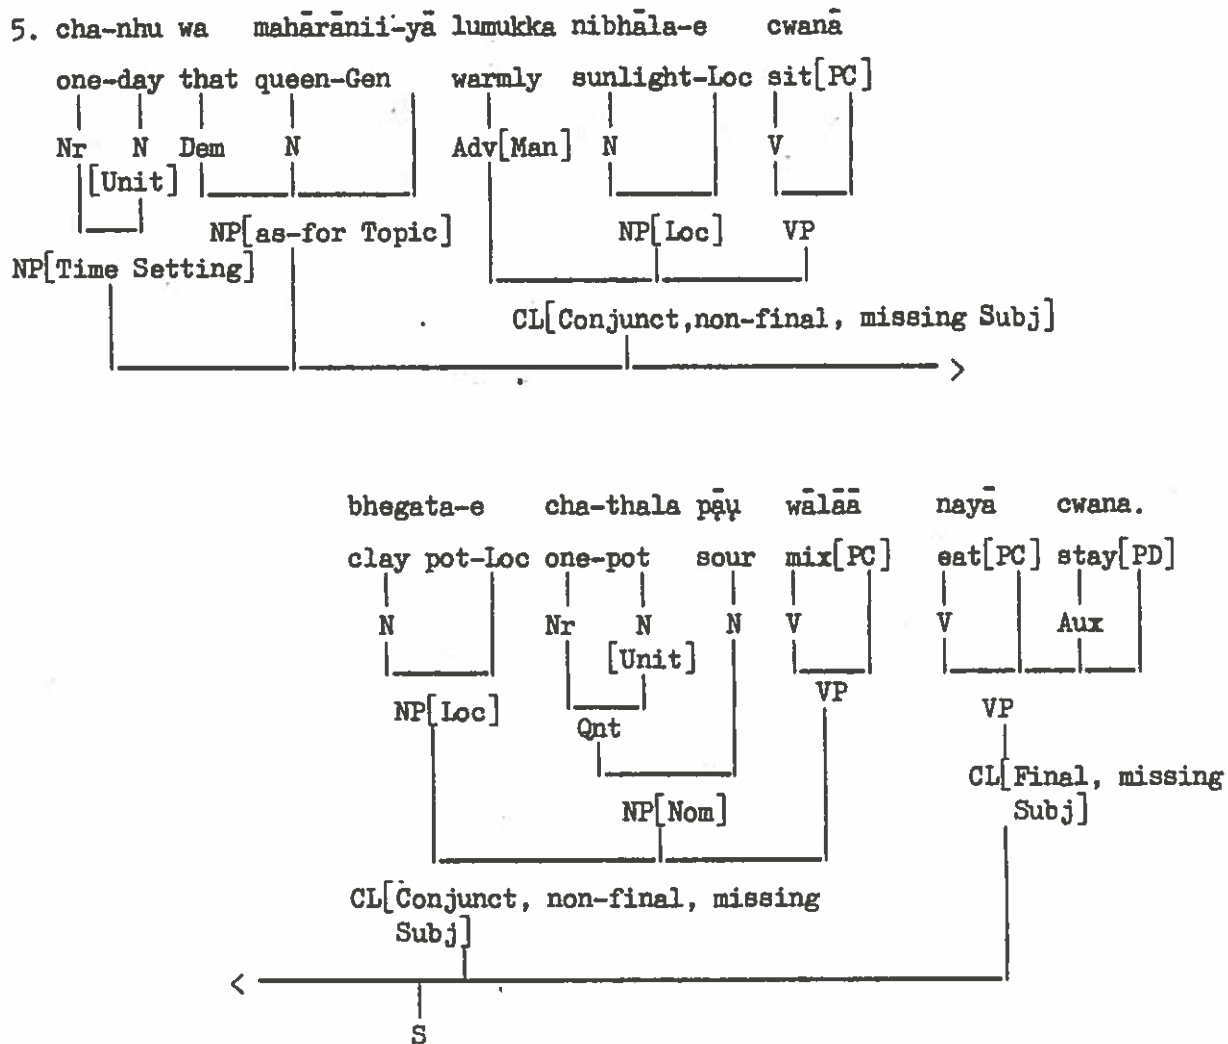 5. cha-nhu wa mahārānii-yā lumukka nibhāla-e cwanā
one-day that queen-Gen warmly sunlight-Loc sit[PC]
Nr N Dem N Adv[Man] N V
[Unit]
NP[as-for Topic] NP[Loc] VP
NP[Time Setting]
CL[Conjunct,non-final, missing Subj]
>
bhegata-e cha-thala pāų wālāā nayā cwana.
clay pot-Loc one-pot sour mix[PC] eat[PC] stay[PD]
N Nr N N V V Aux
[Unit]
VP
NP[Loc] VP
Qnt
CL[Final, missing
NP[Nom] Subj]
CL[Conjunct, non-final, missing
Subj]
<
S